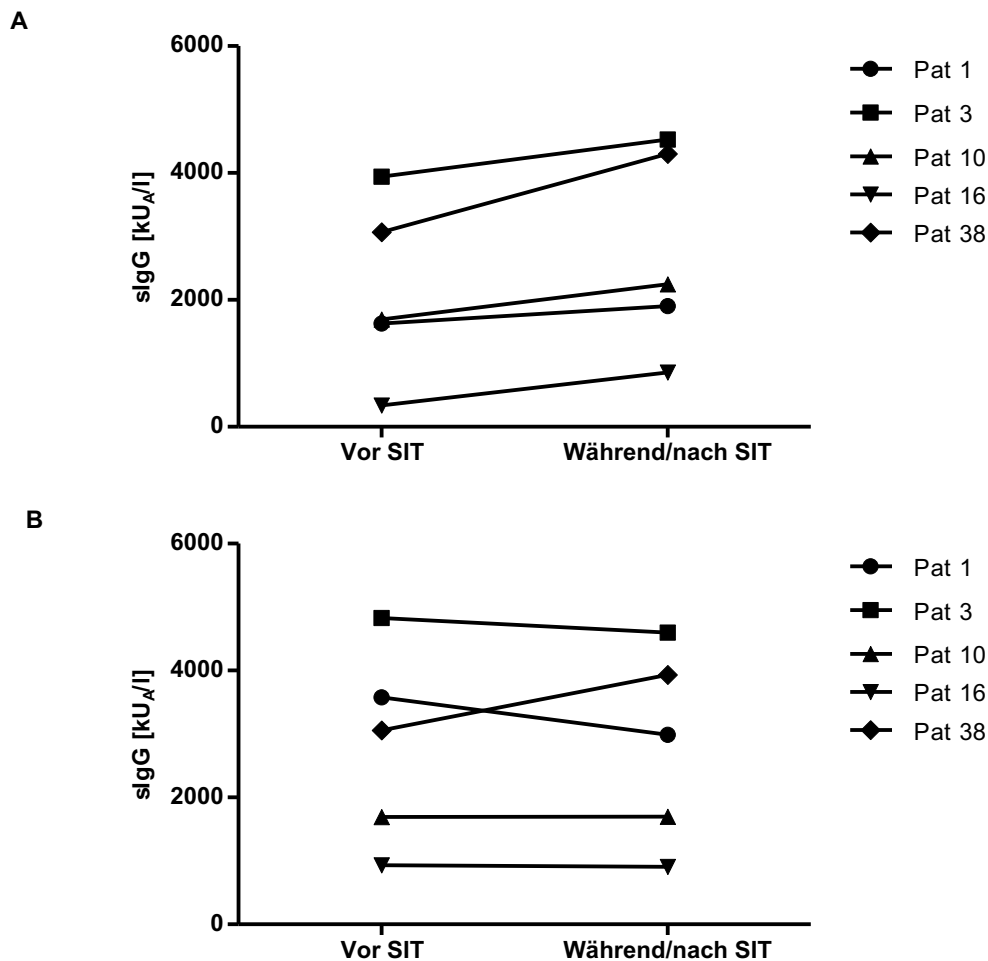 A
6000
4000
2000
0
sIgG [kUA/l]
Vor SIT
Während/nach SIT
Pat 1
Pat 3
Pat 10
Pat 16
Pat 38
B
6000
4000
2000
0
sIgG [kUA/l]
Vor SIT
Während/nach SIT
Pat 1
Pat 3
Pat 10
Pat 16
Pat 38